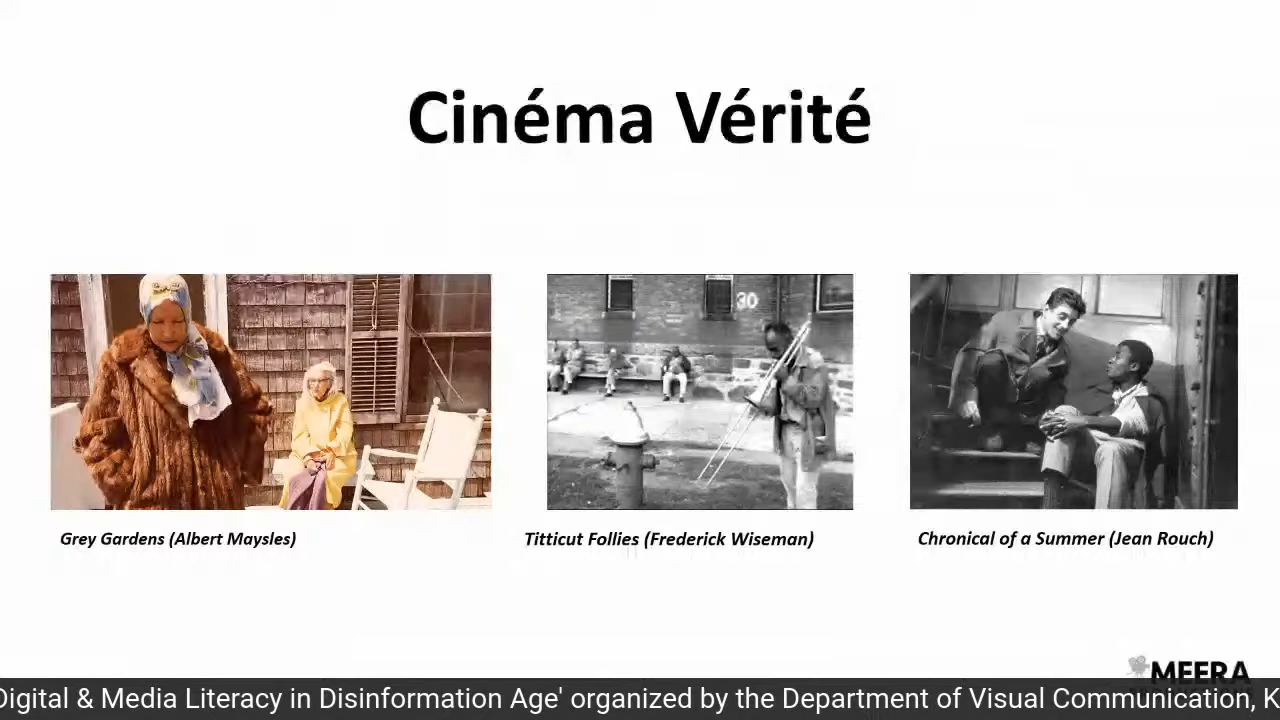 Cinéma Vérité
30
Grey Gardens (Albert Maysles)
Titticut Follies (Frederick Wiseman)
Chronical of a Summer (Jean Rouch)
MEERA
Digital & Media Literacy in Disinformation Age' organized by the Department of Visual Communication, K